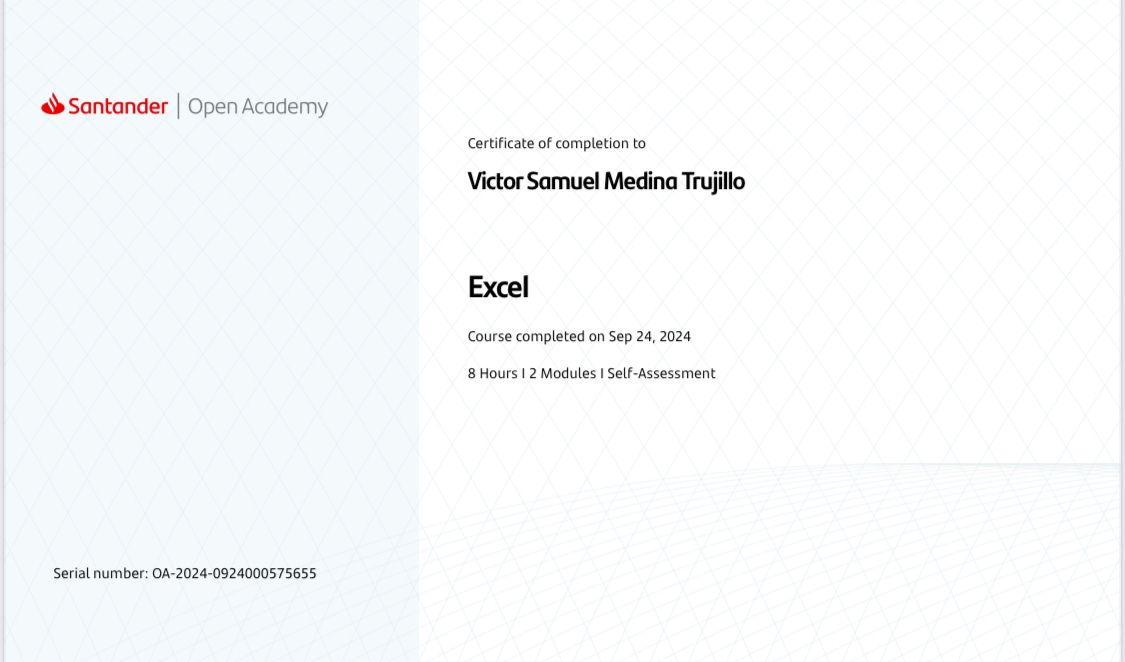 Santander | Open Academy
Certificate of completion to
Victor Samuel Medina Trujillo
Excel
Course completed on Sep 24, 2024
8 Hours I 2 Modules I Self-Assessment
Serial number: OA-2024-0924000575655